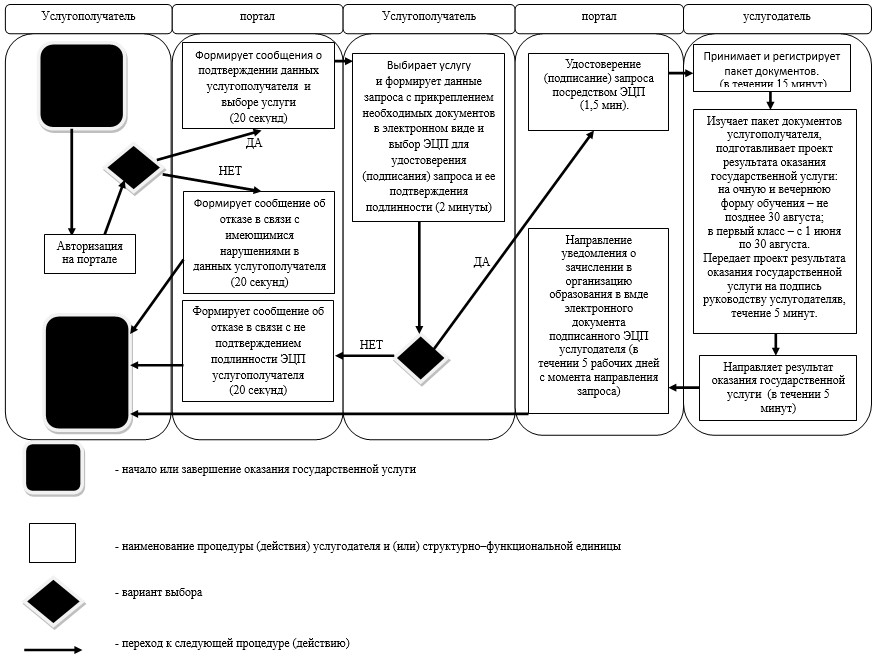 Услугополучатель
портал
Услугополучатель
портал
услугодатель
Формирует сообщения о
подтверждении данных
услугополучателя и
выборе услуги
(20 секунд)
ДА
НЕТ
Авторизация
на портале
Формирует сообщение об
отказе в связи с
имеющимися
нарушениями в
данных услугополучателя
(20 секунд)
Формирует сообщение об
отказе в связи с не
подтверждением
подлинности ЭЦП
услугополучателя
(20 секунд)
Выбирает услугу
и формирует данные
запроса с прикреплением
необходимых документов
в электронном виде и
выбор ЭЦП для
удостоверения
(подписания) запроса и ее
подтверждения
подлинности (2 минуты)
НЕТ
ДА
Удостоверение
(подписание) запроса
посредством ЭЦП
(1,5 мин).
Направление
уведомления о
зачислении в
организацию
образования в вмде
электронного
документа
подписанного ЭЦП
услугодателя (в
течении 5 рабочих дней
с момента направления
запроса)
Принимает и регистрирует
пакет документов.
(в течении 15 минут)
Изучает пакет документов
услугополучателя,
подготавливает проект
результата оказания
государственной услуги:
на очную и вечернюю
форму обучения – не
позднее 30 августа;
в первый класс – с 1 июня
по 30 августа.
Передает проект результата
оказания государственной
услуги на подпись
руководству услугодателяв,
течение 5 минут.
Направляет результат
оказания государственной
услуги (в течении 5
минут)
- начало или завершение оказания государственной услуги
- наименование процедуры (действия) услугодателя и (или) структурно–функциональной единицы
- вариант выбора
- переход к следующей процедуре (действию)